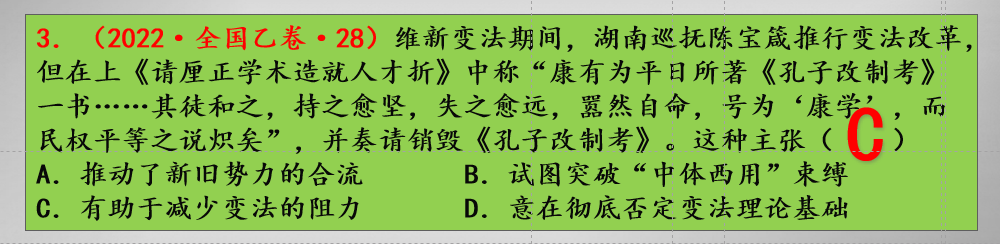 3. （2022·全国乙卷·28）维新变法期间，湖南巡抚陈宝箴推行变法改革，
但在上《请厘正学术造就人才折》中称“康有为平日所著《孔子改制考》
一书……其徒和之，持之愈坚，失之愈远，嚣然自命，号为‘康学’，而
民权平等之说炽矣”，并奏请销毁《孔子改制考》。这种主张（ C ）
A. 推动了新旧势力的合流 B. 试图突破“中体西用”束缚
C. 有助于减少变法的阻力 D. 意在彻底否定变法理论基础